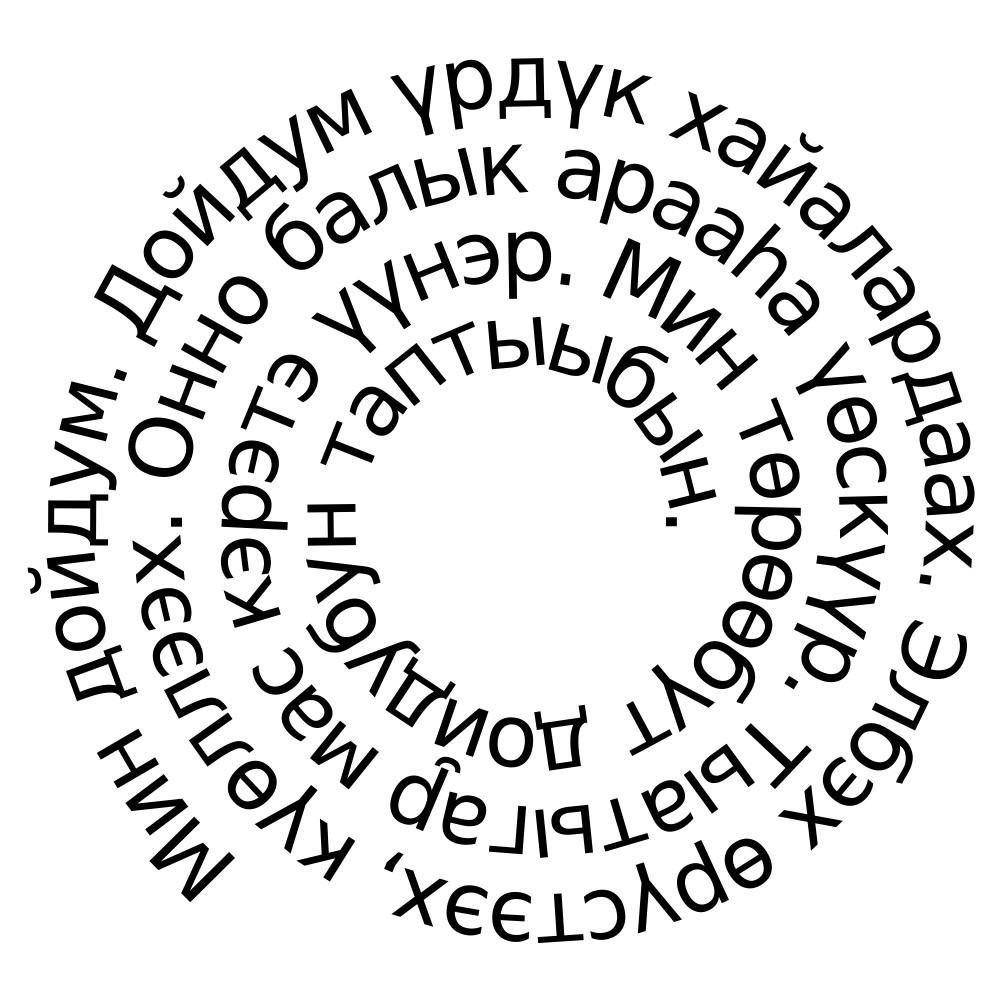 Мин дойдум. Дойдум үрдүк хайалардаах. Элбэх өрүстээх, күөллээх. Онно балык арааһа үөскүүр. Тыатыгар мас кэрэтэ үүнэр. Мин төрөөбүт дойдубун таптыыбын.